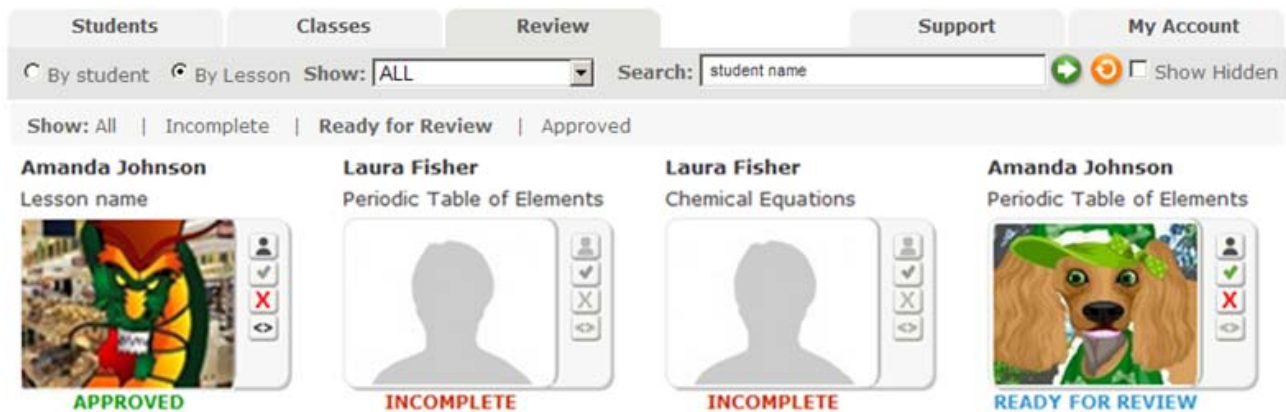 Students Classes Review Support My Account
By student By Lesson Show: ALL Search: student name Show Hidden
Show: All | Incomplete | Ready for Review | Approved
Amanda Johnson Laura Fisher Laura Fisher Amanda Johnson
Lesson name Periodic Table of Elements Chemical Equations Periodic Table of Elements
X X X X
<> <> <> <>
APPROVED INCOMPLETE INCOMPLETE READY FOR REVIEW